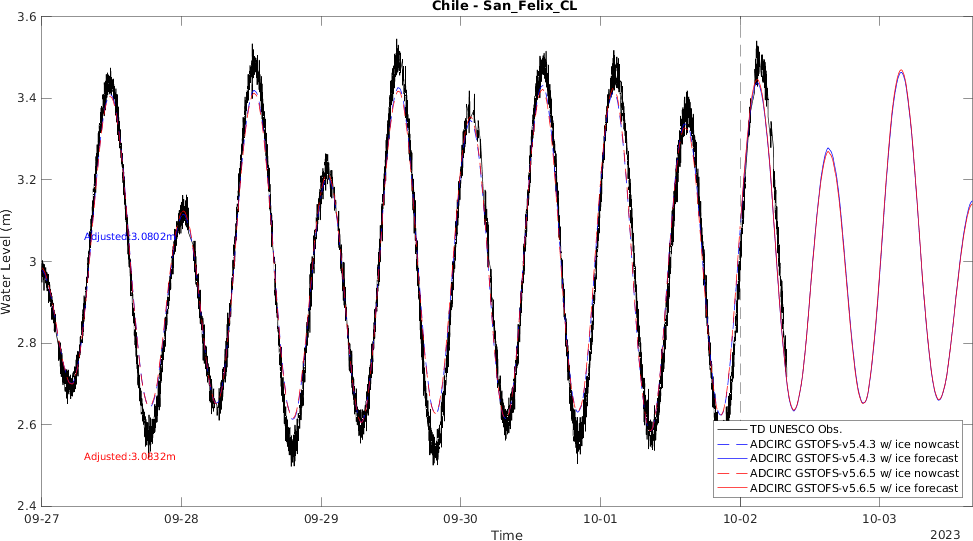 Chile - San_Felix_CL
3.6
3.4
3.2
3
2.8
2.6
2.4
Water Level (m)
Adjusted:3.0802m
Adjusted:3.0832m
TD UNESCO Obs.
ADCIRC GSTOFS-v5.4.3 w/ ice nowcast
ADCIRC GSTOFS-v5.4.3 w/ ice forecast
ADCIRC GSTOFS-v5.6.5 w/ ice nowcast
ADCIRC GSTOFS-v5.6.5 w/ ice forecast
09-27 09-28 09-29 09-30 10-01 10-02 10-03
Time
2023